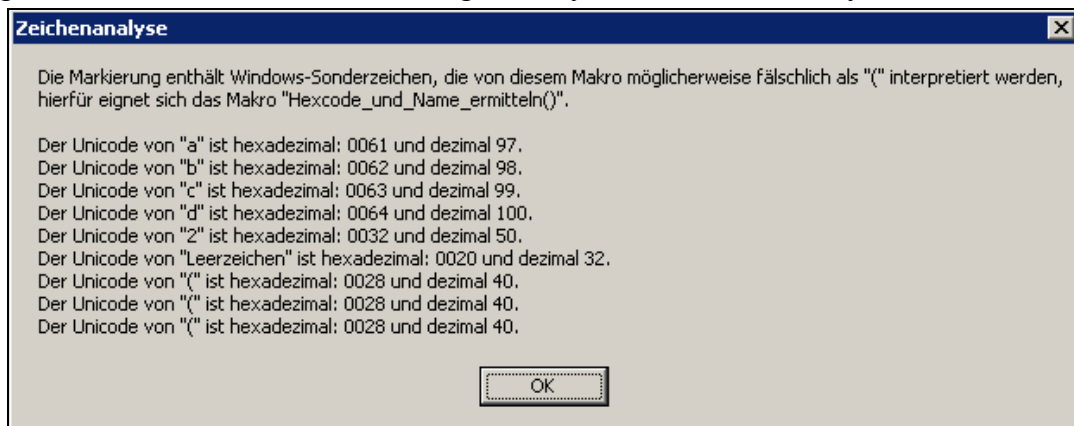 Zeichenanalyse
Die Markierung enthält Windows-Sonderzeichen, die von diesem Makro möglicherweise fälschlich als "(" interpretiert werden,
hierfür eignet sich das Makro "Hexcode_und_Name_ermitteln()".
Der Unicode von "a" ist hexadezimal: 0061 und dezimal 97.
Der Unicode von "b" ist hexadezimal: 0062 und dezimal 98.
Der Unicode von "c" ist hexadezimal: 0063 und dezimal 99.
Der Unicode von "d" ist hexadezimal: 0064 und dezimal 100.
Der Unicode von "2" ist hexadezimal: 0032 und dezimal 50.
Der Unicode von "Leerzeichen" ist hexadezimal: 0020 und dezimal 32.
Der Unicode von "(" ist hexadezimal: 0028 und dezimal 40.
Der Unicode von "(" ist hexadezimal: 0028 und dezimal 40.
Der Unicode von "(" ist hexadezimal: 0028 und dezimal 40.
OK